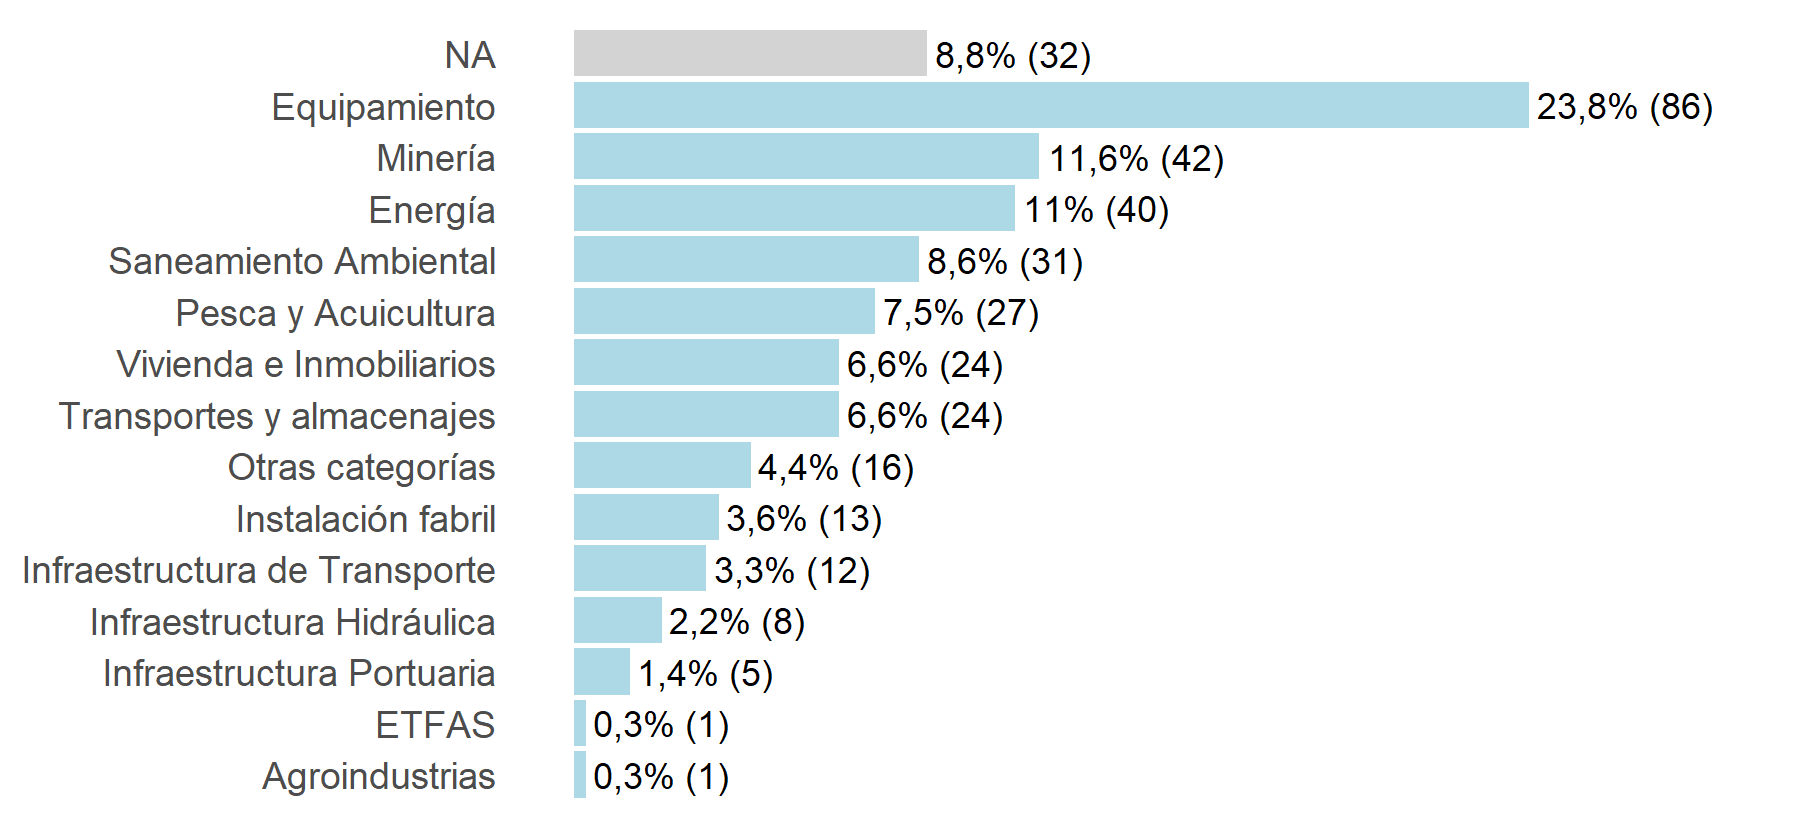 NA 8,8% (32)
Equipamiento 23,8% (86)
Minería 11,6% (42)
Energía 11% (40)
Saneamiento Ambiental 8,6% (31)
Pesca y Acuicultura 7,5% (27)
Vivienda e Inmobiliarios 6,6% (24)
Transportes y almacenajes 6,6% (24)
Otras categorías 4,4% (16)
Instalación fabril 3,6% (13)
Infraestructura de Transporte 3,3% (12)
Infraestructura Hidráulica 2,2% (8)
Infraestructura Portuaria 1,4% (5)
ETFAS 0,3% (1)
Agroindustrias 0,3% (1)